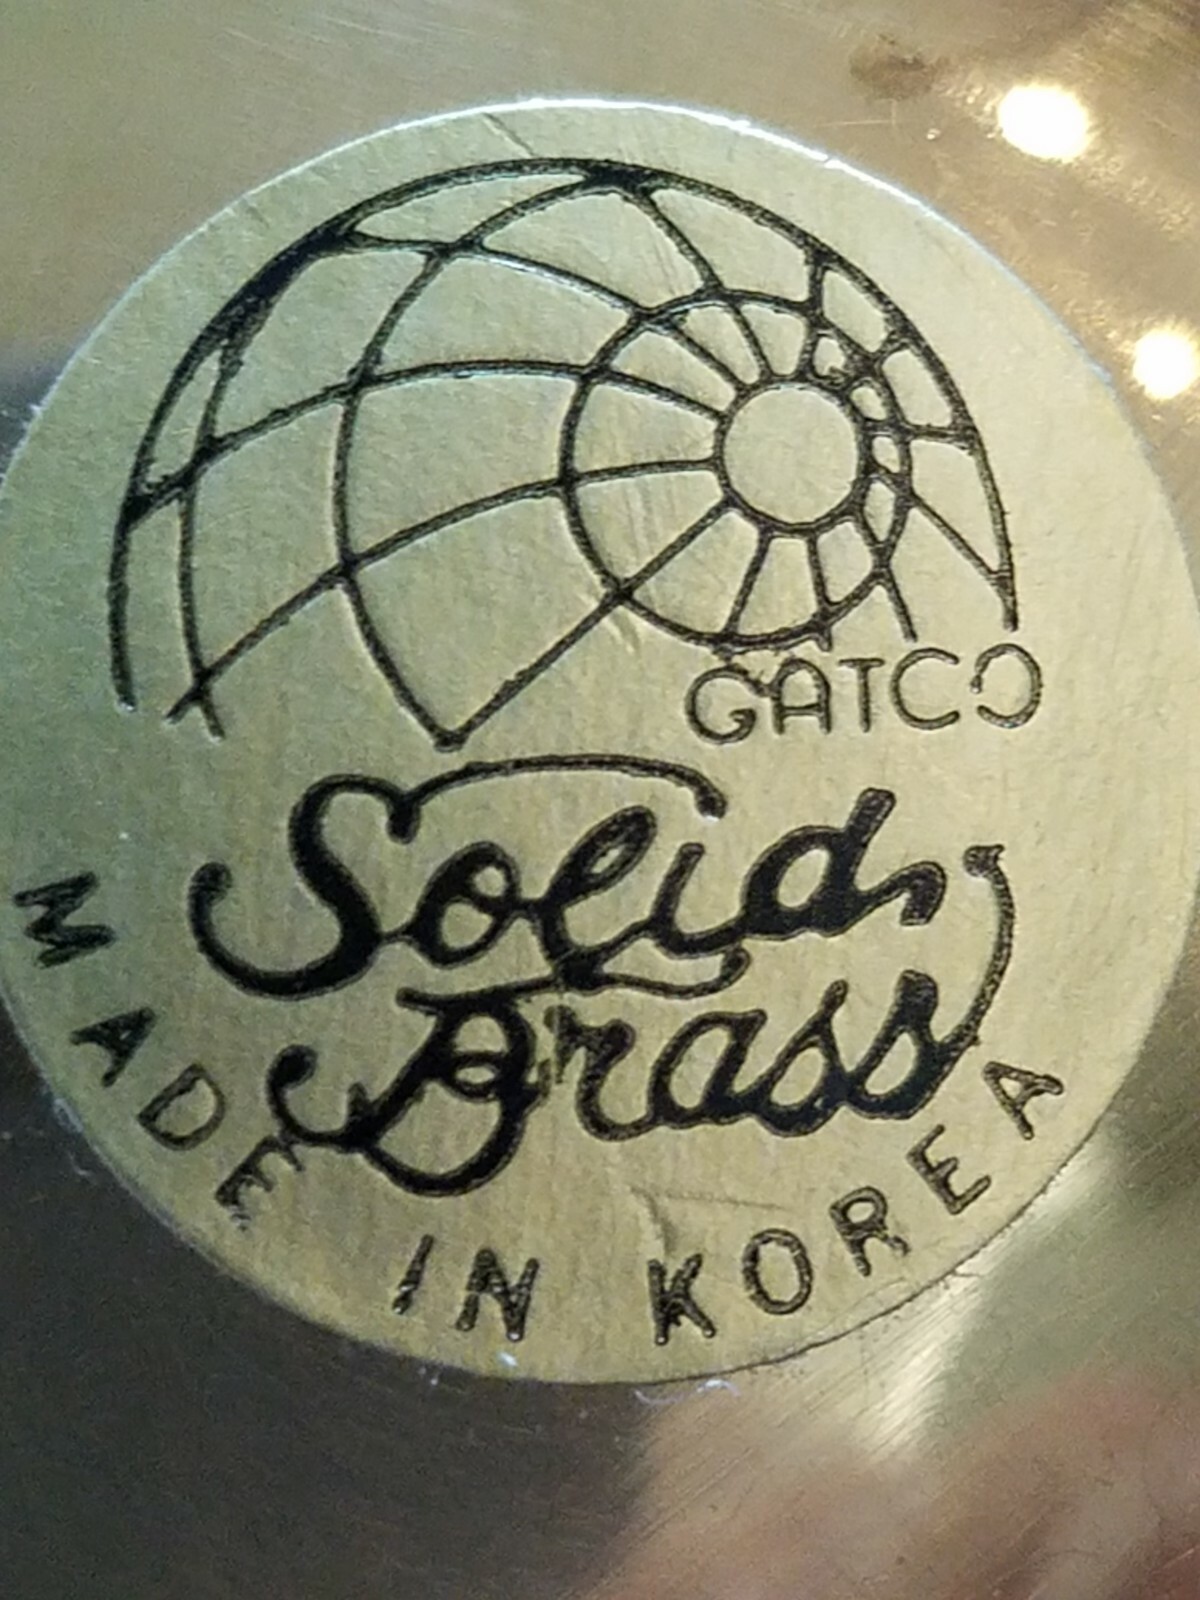 GATCO
Solid
Brass
MADE IN KOREA